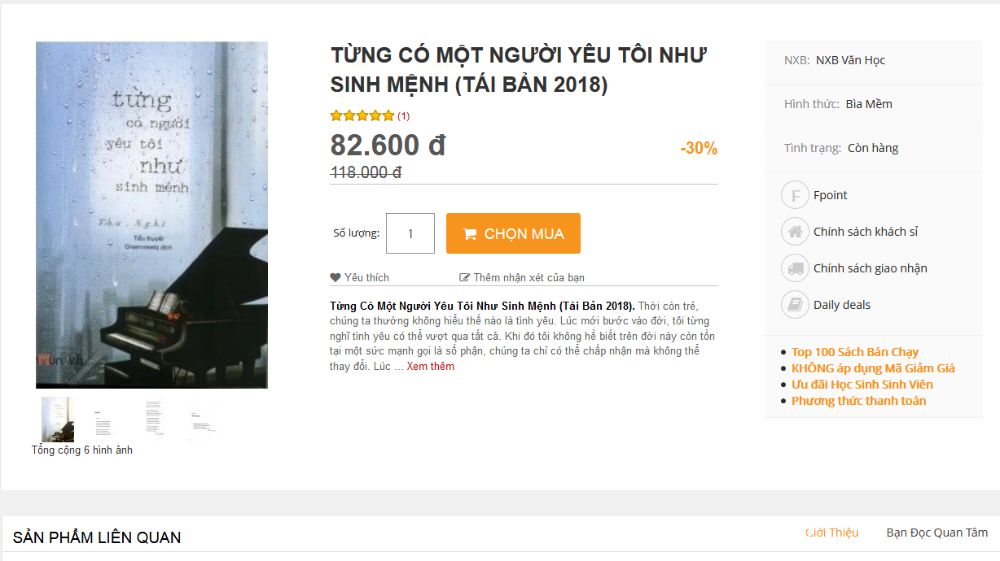 từng
có người
yêu tôi
như
sinh mệnh
Thư Nghi
Tiểu thuyết
Greenrosetq dịch
Tổng cộng 6 hình ảnh
TỪNG CÓ MỘT NGƯỜI YÊU TÔI NHƯ
SINH MỆNH (TÁI BẢN 2018)
(1)
82.600 đ
-30%
118.000 đ
Số lượng: 1 CHỌN MUA
Yêu thích Thêm nhận xét của bạn
Từng Có Một Người Yêu Tôi Như Sinh Mệnh (Tái Bản 2018). Thời còn trẻ,
chúng ta thường không hiểu thế nào là tình yêu. Lúc mới bước vào đời, tôi từng
nghĩ tình yêu có thể vượt qua tất cả. Khi đó tôi không hề biết trên đời này còn tồn
tại một sức mạnh gọi là số phận, chúng ta chỉ có thể chấp nhận mà không thể
thay đổi. Lúc ... Xem thêm
NXB: NXB Văn Học
Hình thức: Bìa Mềm
Tình trạng: Còn hàng
F Fpoint
Chính sách khách sỉ
Chính sách giao nhận
Daily deals
Top 100 Sách Bán Chạy
KHÔNG áp dụng Mã Giảm Giá
Ưu đãi Học Sinh Sinh Viên
Phương thức thanh toán
SẢN PHẨM LIÊN QUAN
Giới Thiệu Bạn Đọc Quan Tâm